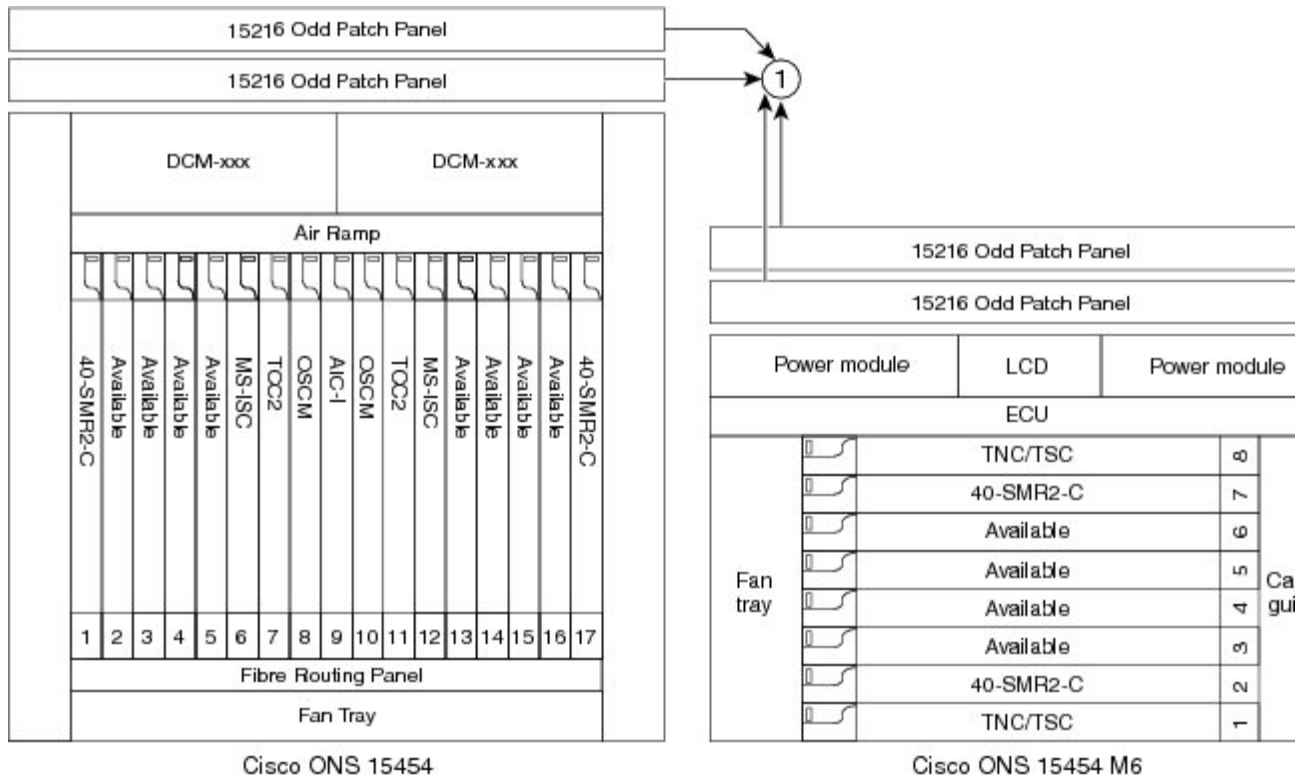 15216 Odd Patch Panel
15216 Odd Patch Panel
1
DCM-xxx
DCM-xxx
Air Ramp
40-SMR2-C
Available
Available
Available
Available
MS-ISC
TCC2
OSCM
AIC-I
OSCM
TCC2
MS-ISC
Available
Available
Available
Available
40-SMR2-C
1 2 3 4 5 6 7 8 9 10 11 12 13 14 15 16 17
Fibre Routing Panel
Fan Tray
Cisco ONS 15454
15216 Odd Patch Panel
15216 Odd Patch Panel
Power module
LCD
Power module
ECU
Fan
tray
TNC/TSC 8
40-SMR2-C 7
Available 6
Available 5
Available 4
Available 3
40-SMR2-C 2
TNC/TSC 1
Cisco ONS 15454 M6